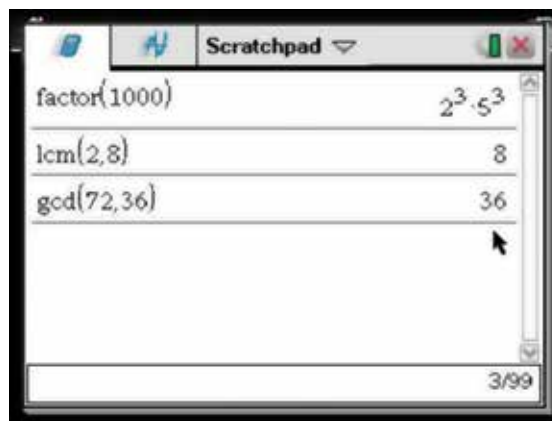 Scratchpad
factor(1000) 2³·5³
lcm(2,8) 8
gcd(72,36) 36
3/99